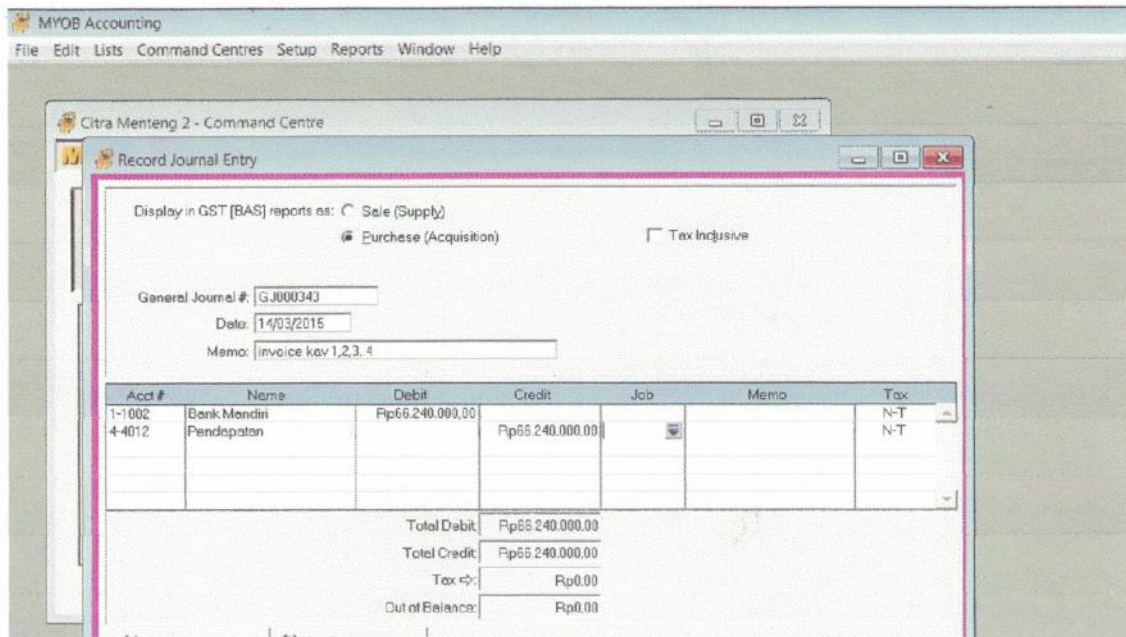 MYOB Accounting
File Edit Lists Command Centres Setup Reports Window Help
Citra Menteng 2 - Command Centre
Record Journal Entry
Display in GST [BAS] reports as: Sale (Supply)
Purchase (Acquisition) Tax Inclusive
General Journal #: GJ000343
Date: 14/03/2015
Memo: invoice kav 1,2,3, 4
Acct # Name Debit Credit Job Memo Tax
1-1002 Bank Mandiri Rp66.240.000,00 N-T
4-4012 Pendapatan Rp66.240.000,00 N-T
Total Debit: Rp66.240.000,00
Total Credit: Rp66.240.000,00
Tax ⇨: Rp0,00
Out of Balance: Rp0,00